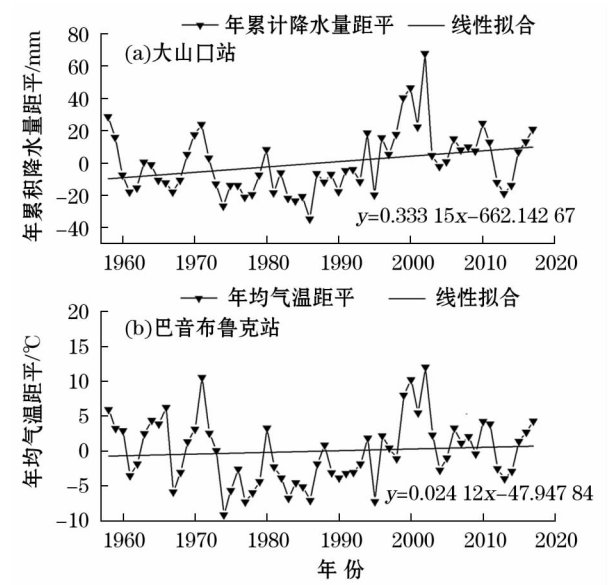 年累计降水量距平 线性拟合
(a)大山口站
年累积降水量距平/mm
80
60
40
20
0
-20
-40
y=0.333 15x-662.142 67
1960 1970 1980 1990 2000 2010 2020
年均气温距平 线性拟合
(b)巴音布鲁克站
年均气温距平/℃
20
15
10
5
0
-5
-10
y=0.024 12x-47.947 84
1960 1970 1980 1990 2000 2010 2020
年 份